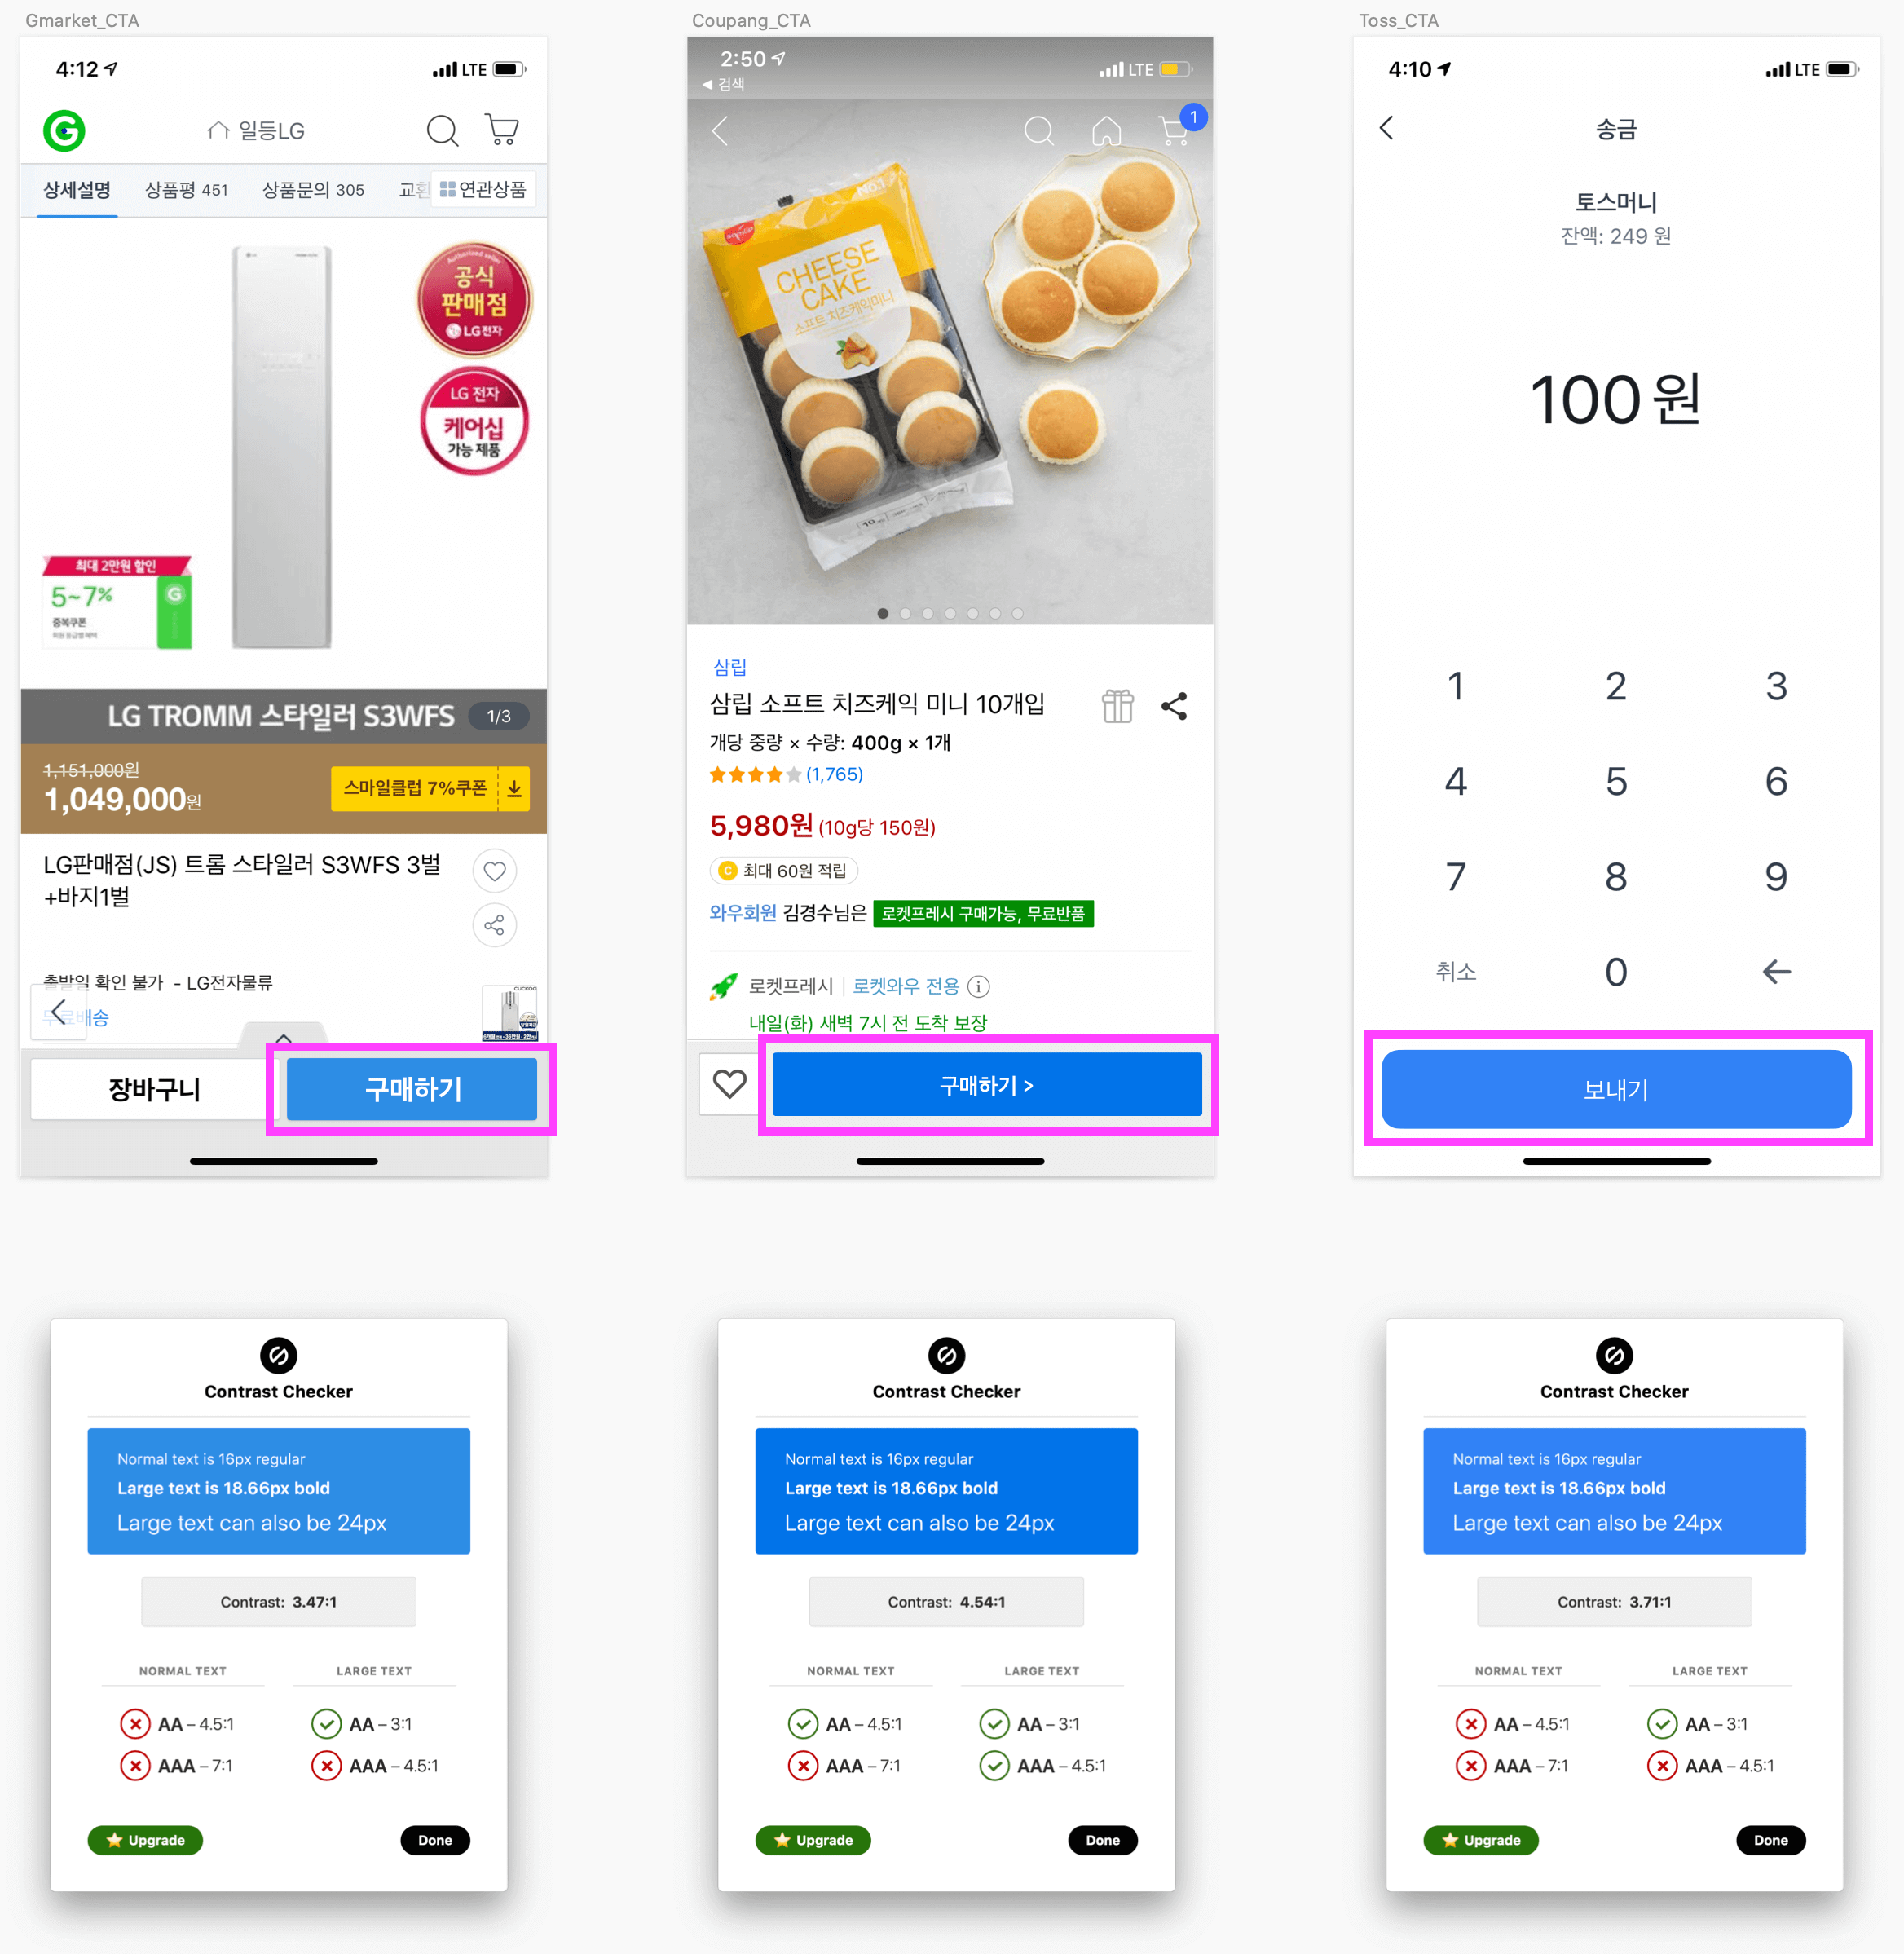 Gmarket_CTA
4:12
LTE
일등LG
상세설명
상품평 451
상품문의 305
교환
연관상품
Authorized seller
공식
판매점
LG전자
LG 전자
케어십
가능 제품
최대 2만원 할인
5~7%
G
중복쿠폰
LG TROMM 스타일러 S3WFS
1/3
1,151,000원
1,049,000원
스마일클럽 7%쿠폰
LG판매점(JS) 트롬 스타일러 S3WFS 3벌
+바지1벌
출발일 확인 불가 - LG전자물류
무료배송
CUCKOO
장바구니
구매하기
Coupang_CTA
2:50
LTE
◀ 검색
1
No.1
CHEESE
CAKE
소프트 치즈케익미니
삼립
삼립 소프트 치즈케익 미니 10개입
개당 중량 × 수량: 400g × 1개
(1,765)
5,980원 (10g당 150원)
C 최대 60원 적립
와우회원 김경수님은 로켓프레시 구매가능, 무료반품
로켓프레시 | 로켓와우 전용 i
내일(화) 새벽 7시 전 도착 보장
구매하기 >
Toss_CTA
4:10
LTE
송금
토스머니
잔액: 249 원
100 원
1 2 3
4 5 6
7 8 9
취소 0 ←
보내기
Contrast Checker
Normal text is 16px regular
Large text is 18.66px bold
Large text can also be 24px
Contrast: 3.47:1
NORMAL TEXT
LARGE TEXT
AA – 4.5:1
AA – 3:1
AAA – 7:1
AAA – 4.5:1
Upgrade
Done
Contrast Checker
Normal text is 16px regular
Large text is 18.66px bold
Large text can also be 24px
Contrast: 4.54:1
NORMAL TEXT
LARGE TEXT
AA – 4.5:1
AA – 3:1
AAA – 7:1
AAA – 4.5:1
Upgrade
Done
Contrast Checker
Normal text is 16px regular
Large text is 18.66px bold
Large text can also be 24px
Contrast: 3.71:1
NORMAL TEXT
LARGE TEXT
AA – 4.5:1
AA – 3:1
AAA – 7:1
AAA – 4.5:1
Upgrade
Done